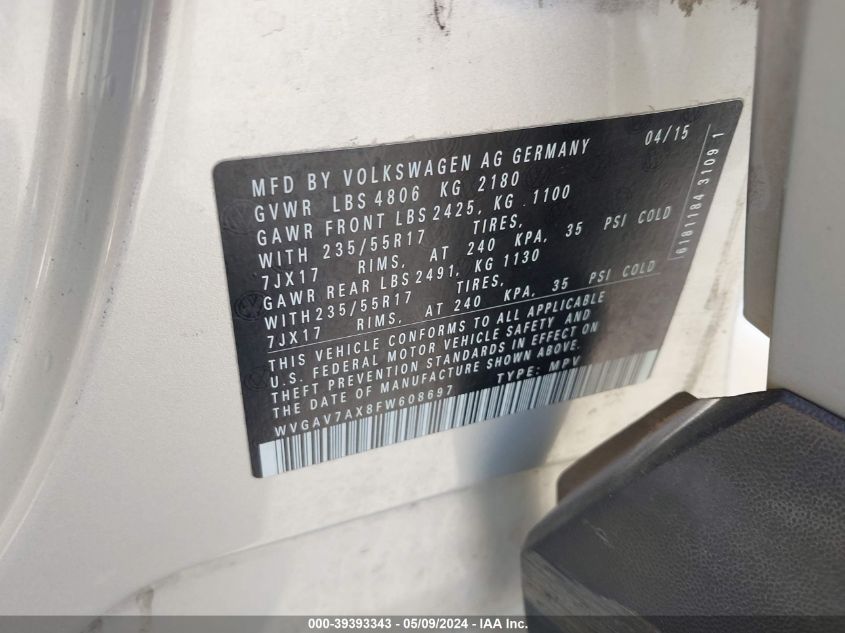 04/15
MFD BY VOLKSWAGEN AG GERMANY
GVWR LBS 4806 KG 2180
GAWR FRONT LBS 2425, KG .1100
WITH 235/55R17 TIRES,
7JX17 RIMS, AT 240 KPA, 35 PSI COLD
GAWR REAR LBS 2491, KG 1130
WITH 235/55R17 TIRES,
7JX17 RIMS, AT 240 KPA, 35 PSI COLD
THIS VEHICLE CONFORMS TO ALL APPLICABLE
U.S. FEDERAL MOTOR VEHICLE SAFETY AND
THEFT PREVENTION STANDARDS IN EFFECT ON
THE DATE OF MANUFACTURE SHOWN ABOVE.
WVGAV7AX8FW608697 TYPE: MPV
6181184 3109 1
000-39393343 - 05/09/2024 - IAA Inc.